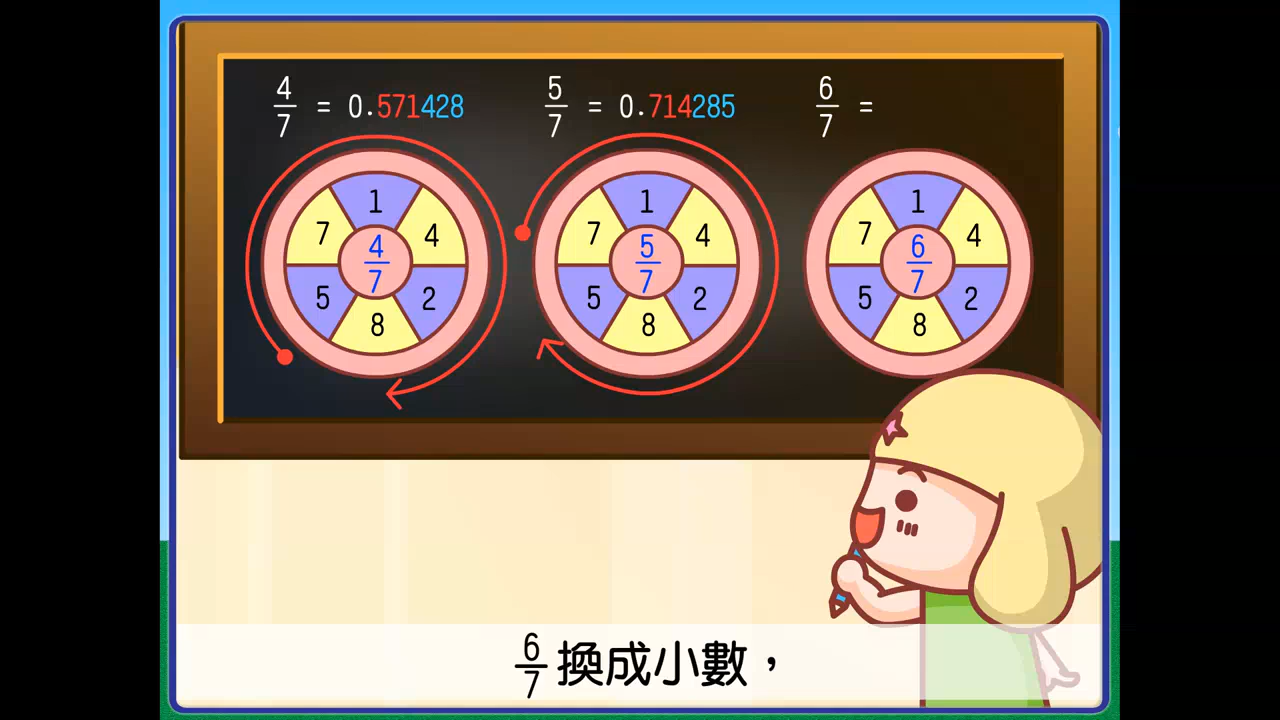 4/7 = 0.571428
5/7 = 0.714285
6/7 =
1 4 2 8 5 7 4/7
1 4 2 8 5 7 5/7
1 4 2 8 5 7 6/7
6/7換成小數，